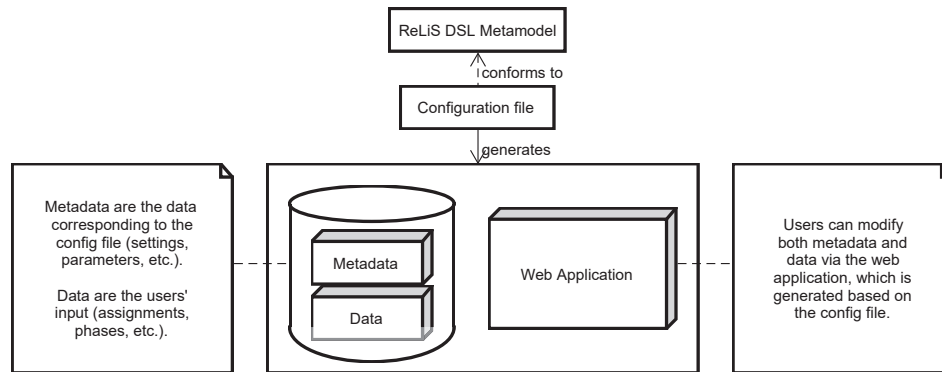 ReLiS DSL Metamodel
conforms to
Configuration file
generates
Metadata are the data
corresponding to the
config file (settings,
parameters, etc.).
Data are the users'
input (assignments,
phases, etc.).
Metadata
Data
Web Application
Users can modify
both metadata and
data via the web
application, which is
generated based on
the config file.